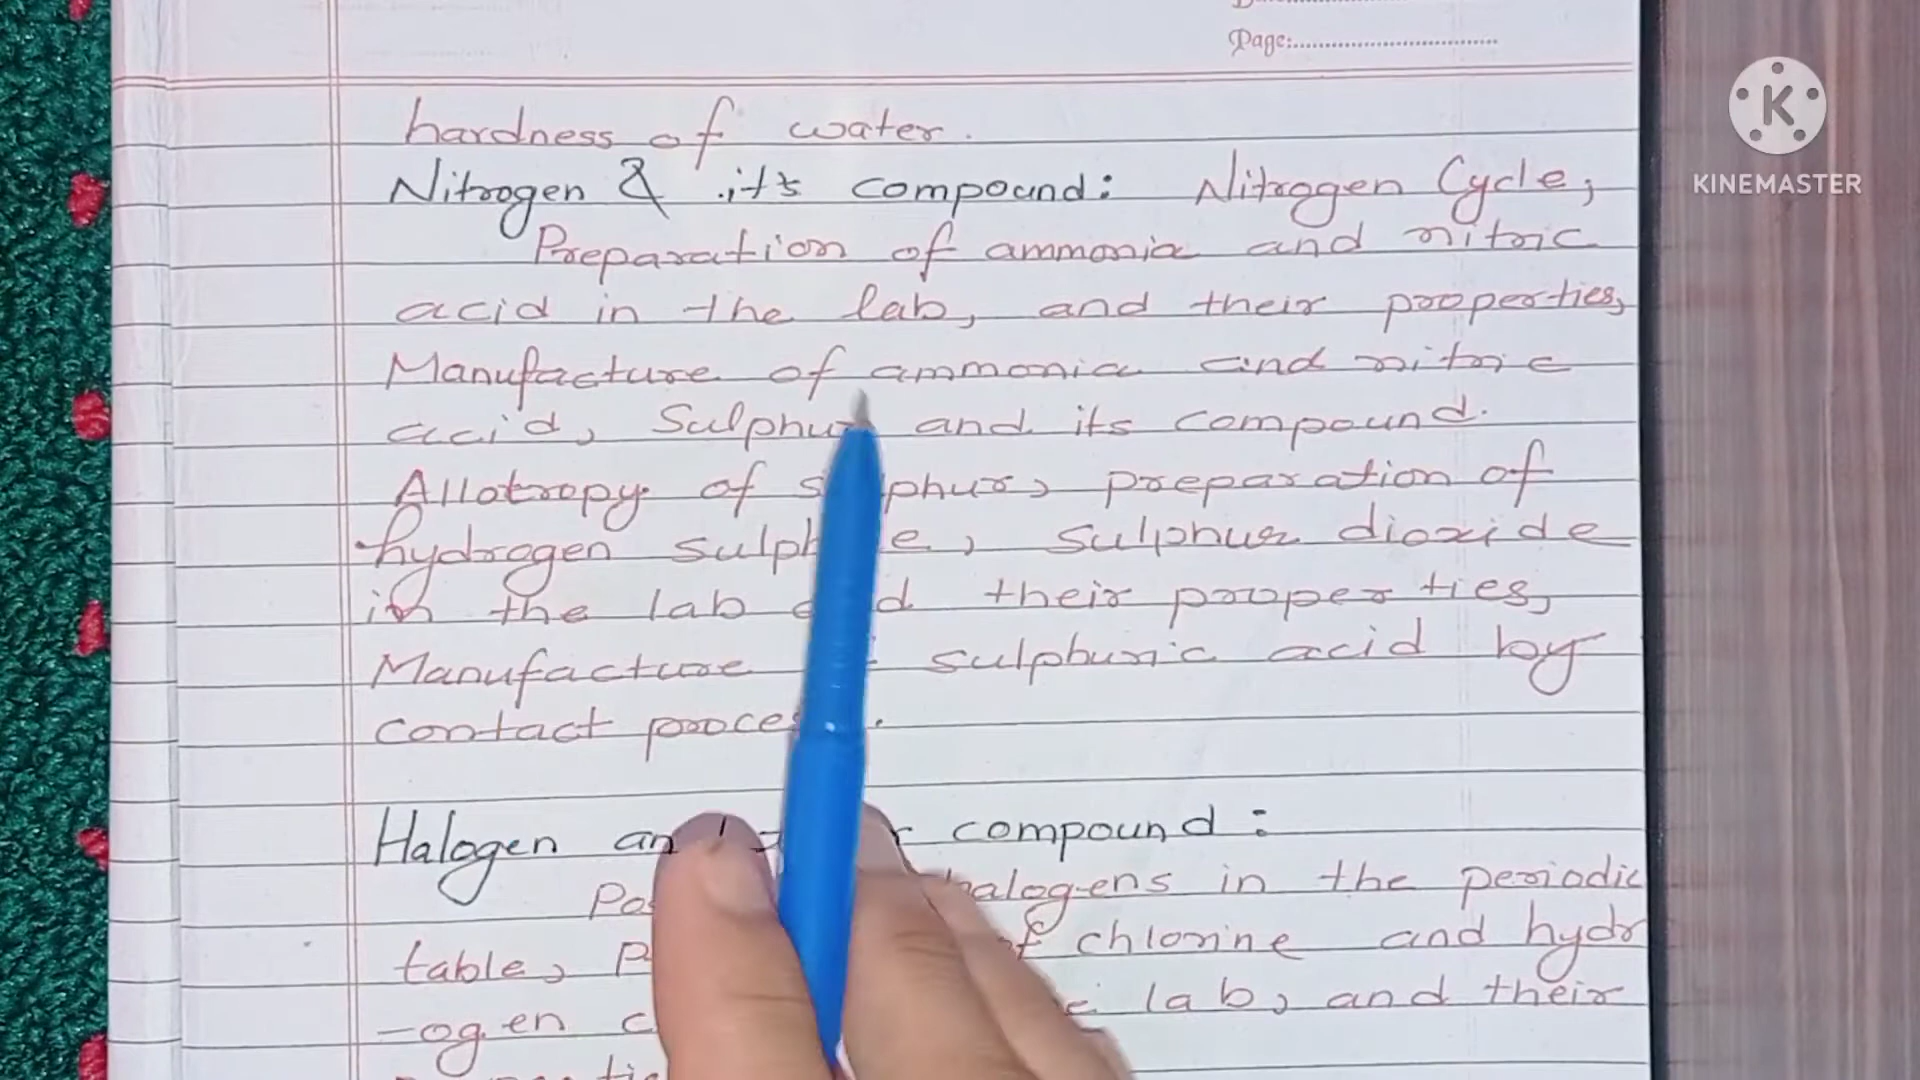 Page:
hardness of water.
Nitrogen & it's compound: Nitrogen Cycle,
Preparation of ammonia and nitric
acid in the lab, and their properties,
Manufacture of ammonia and nitric
acid, Sulphur and its compound.
Allotropy of sulphur, preparation of
hydrogen sulphide, sulphur dioxide
in the lab and their properties,
Manufacture of sulphuric acid by
contact process.
Halogen and compound:
halogens in the periodic
table, of chlorine and hydr
-ogen lab, and their
KINEMASTER